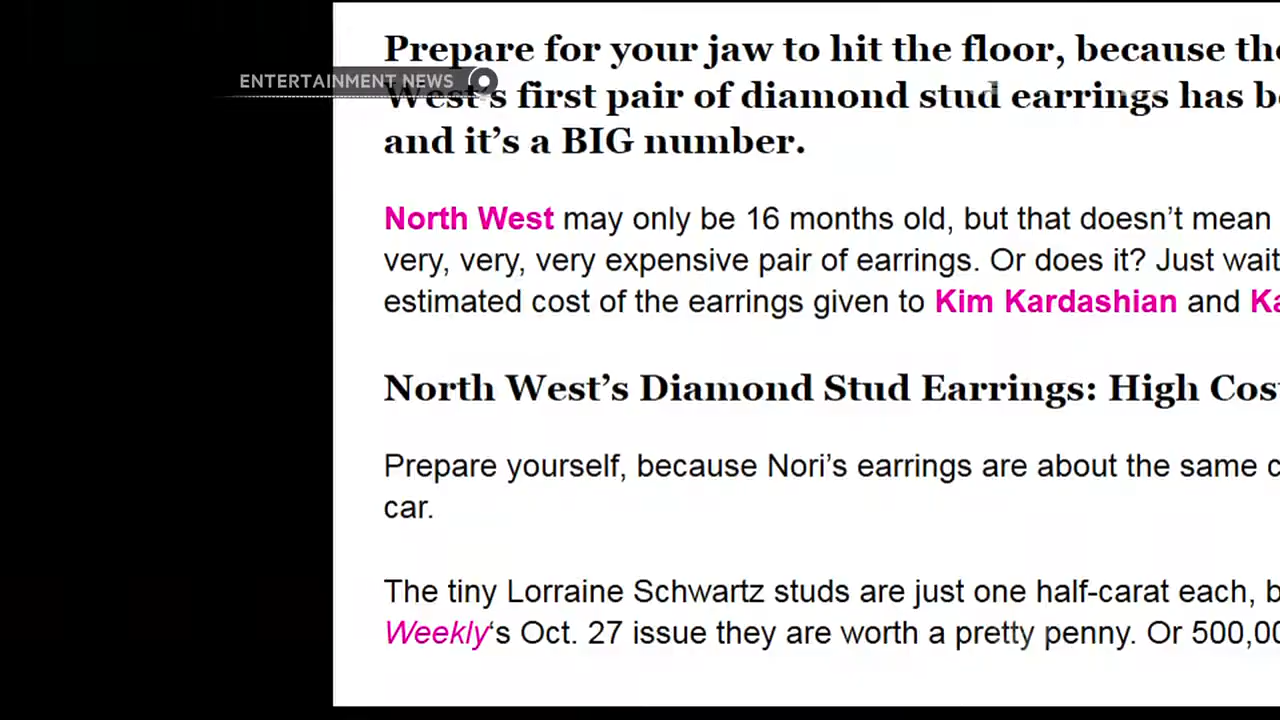 Prepare for your jaw to hit the floor, because the
ENTERTAINMENT NEWS
West's first pair of diamond stud earrings has be
and it's a BIG number.
North West may only be 16 months old, but that doesn't mean
very, very, very expensive pair of earrings. Or does it? Just wait
estimated cost of the earrings given to Kim Kardashian and Ka
North West's Diamond Stud Earrings: High Cos
Prepare yourself, because Nori's earrings are about the same c
car.
The tiny Lorraine Schwartz studs are just one half-carat each, b
Weekly‘s Oct. 27 issue they are worth a pretty penny. Or 500,00